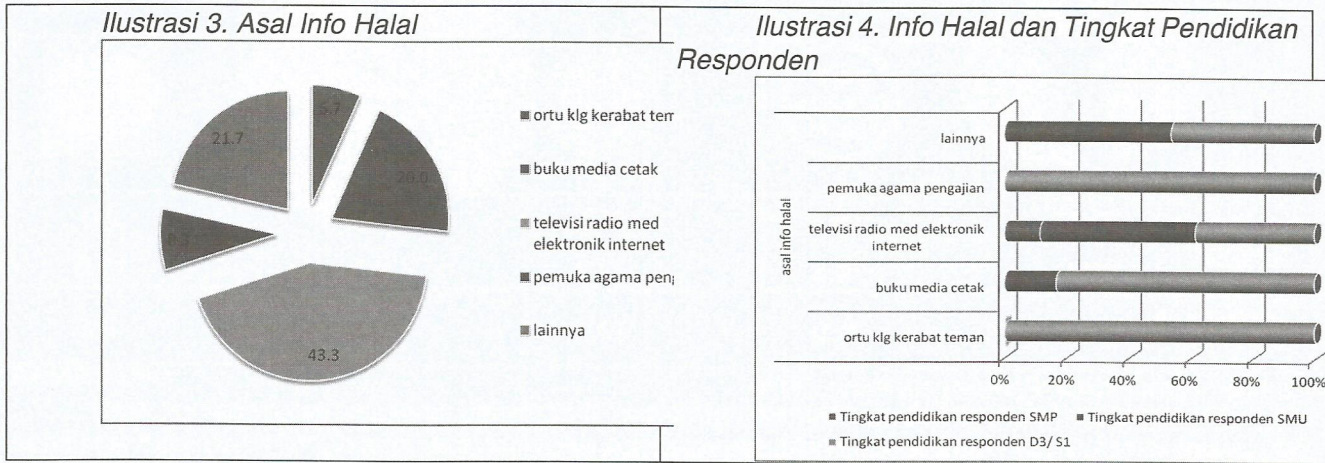 Ilustrasi 3. Asal Info Halal
6.7
20.0
43.3
21.7
ortu klg kerabat tem
buku media cetak
televisi radio med
elektronik internet
pemuka agama peng
lainnya
Ilustrasi 4. Info Halal dan Tingkat Pendidikan
Responden
asal info halal
lainnya
pemuka agama pengajian
televisi radio med elektronik
internet
buku media cetak
ortu klg kerabat teman
0% 20% 40% 60% 80% 100%
Tingkat pendidikan responden SMP Tingkat pendidikan responden SMU
Tingkat pendidikan responden D3/ S1